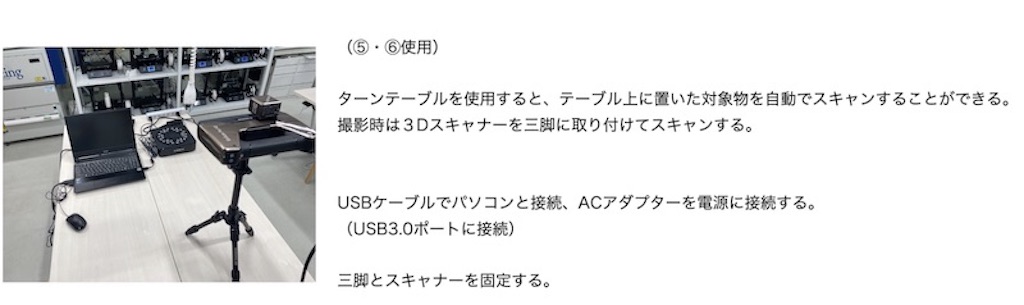 （⑤・⑥使用）
ターンテーブルを使用すると、テーブル上に置いた対象物を自動でスキャンすることができる。
撮影時は３Dスキャナーを三脚に取り付けてスキャンする。
USBケーブルでパソコンと接続、ACアダプターを電源に接続する。
（USB3.0ポートに接続）
三脚とスキャナーを固定する。